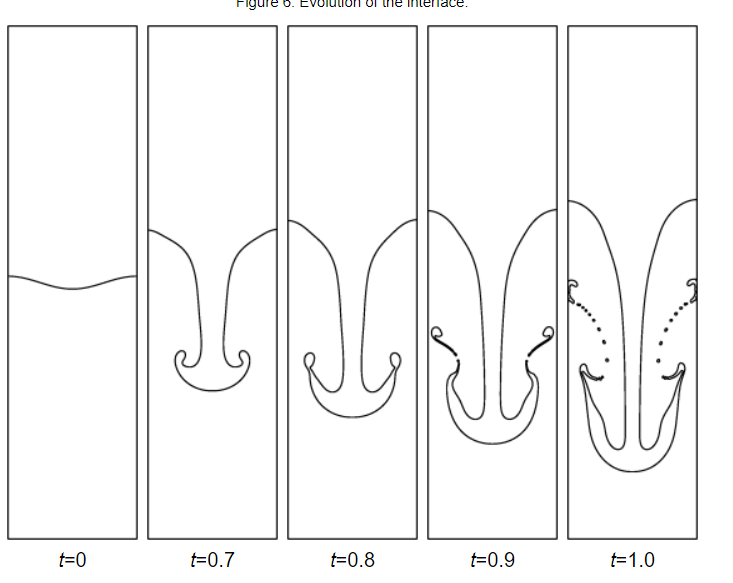 Figure 6. Evolution of the interface.
t=0
t=0.7
t=0.8
t=0.9
t=1.0